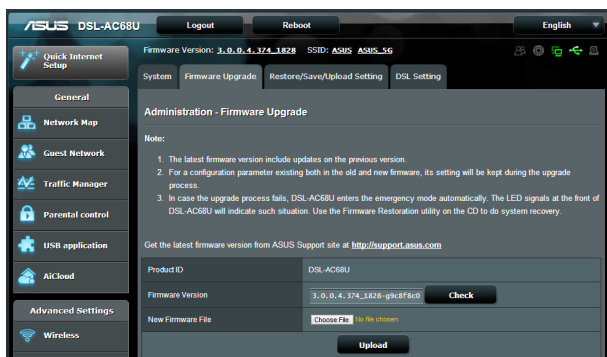 ASUS DSL-AC68U Logout Reboot English
Quick Internet Setup
Firmware Version: 3.0.0.4.374_1828 SSID: ASUS ASUS_5G
System Firmware Upgrade Restore/Save/Upload Setting DSL Setting
General
Network Map
Guest Network
Traffic Manager
Parental control
USB application
AiCloud
Advanced Settings
Wireless
Administration - Firmware Upgrade
Note:
1. The latest firmware version include updates on the previous version.
2. For a configuration parameter existing both in the old and new firmware, its setting will be kept during the upgrade
process.
3. In case the upgrade process fails, DSL-AC68U enters the emergency mode automatically. The LED signals at the front of
DSL-AC68U will indicate such situation. Use the Firmware Restoration utility on the CD to do system recovery.
Get the latest firmware version from ASUS Support site at http://support.asus.com
Product ID DSL-AC68U
Firmware Version 3.0.0.4.374_1828-g9c8f8c0 Check
New Firmware File Choose File No file chosen
Upload